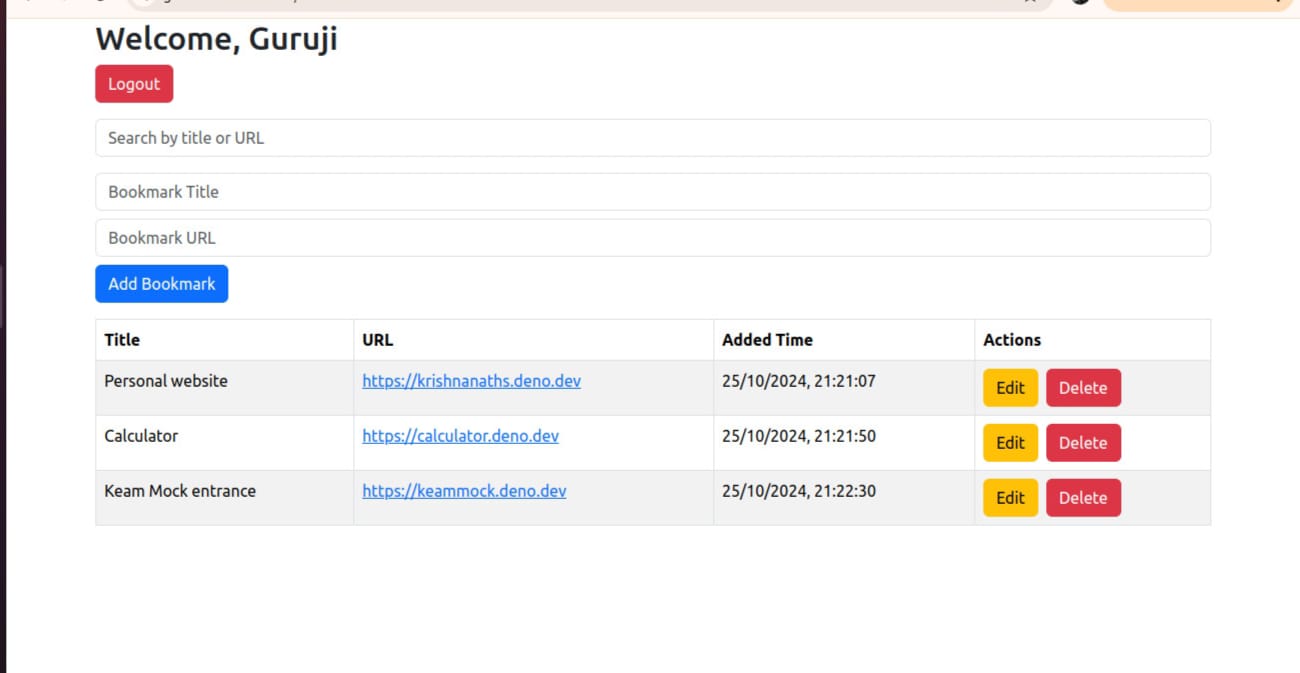 Welcome, Guruji
Logout
Search by title or URL
Bookmark Title
Bookmark URL
Add Bookmark
Title URL Added Time Actions
Personal website https://krishnanaths.deno.dev 25/10/2024, 21:21:07 Edit Delete
Calculator https://calculator.deno.dev 25/10/2024, 21:21:50 Edit Delete
Keam Mock entrance https://keammock.deno.dev 25/10/2024, 21:22:30 Edit Delete